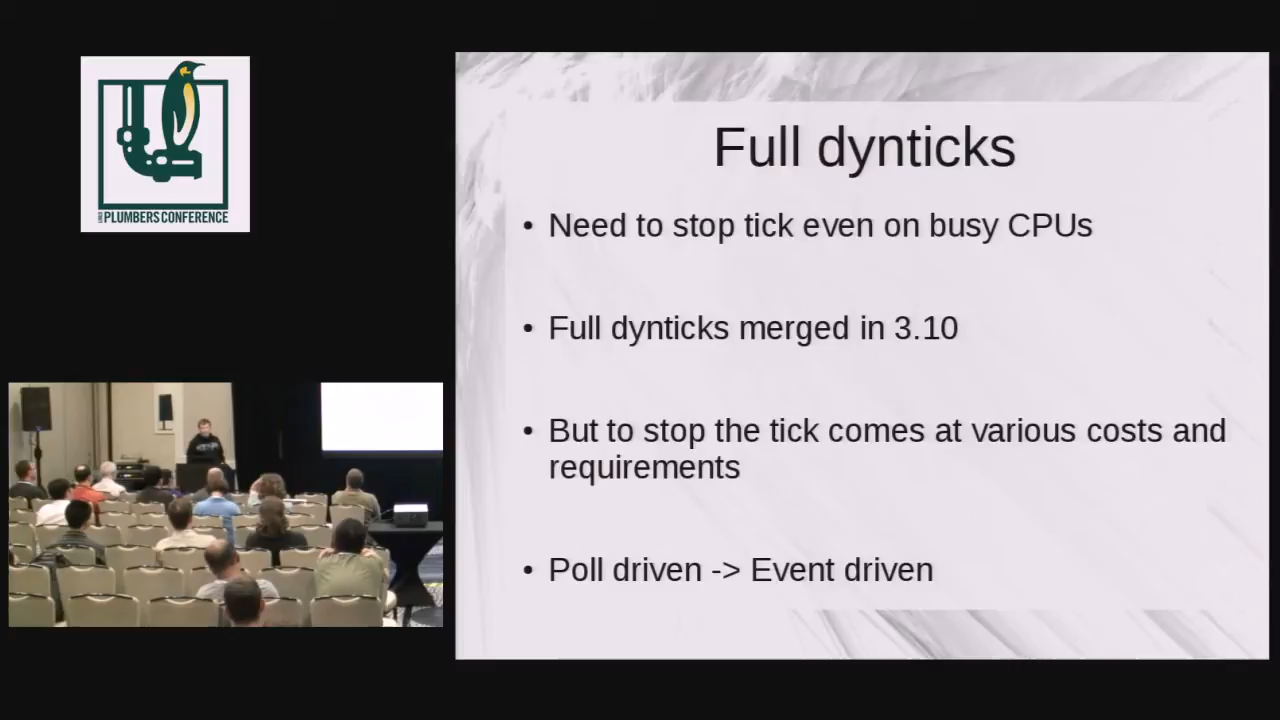 LINUX PLUMBERS CONFERENCE
Full dynticks
• Need to stop tick even on busy CPUs
• Full dynticks merged in 3.10
• But to stop the tick comes at various costs and
requirements
• Poll driven -> Event driven